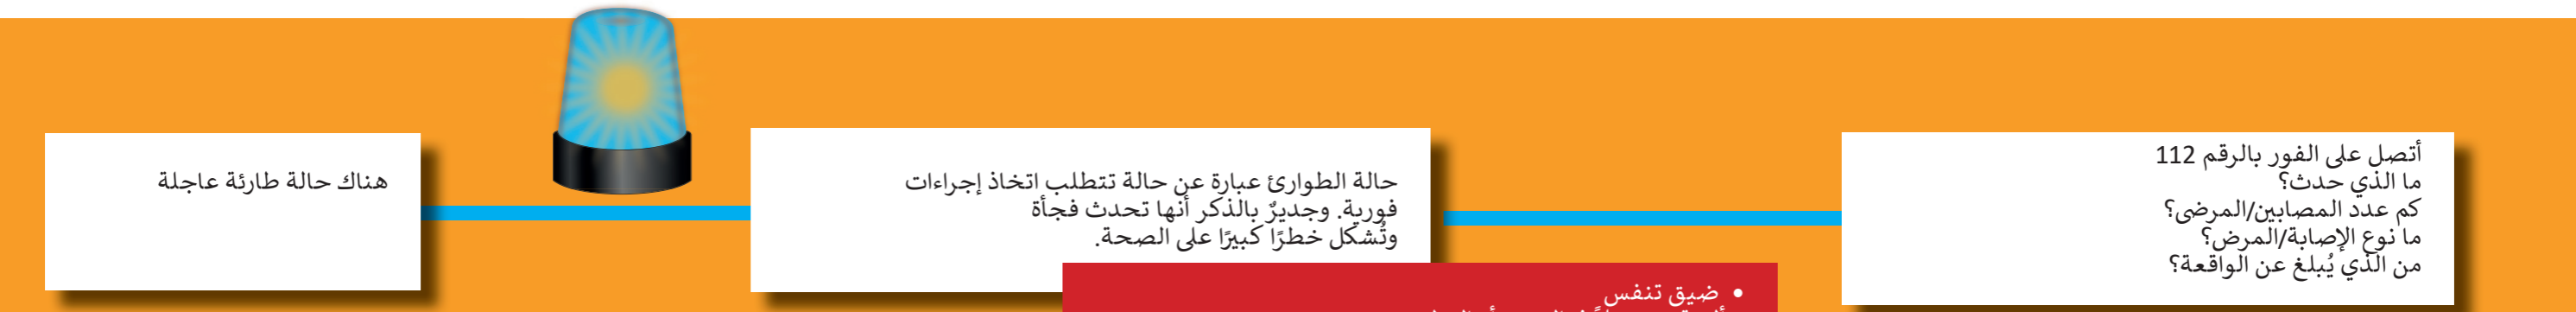 هناك حالة طارئة عاجلة
حالة الطوارئ عبارة عن حالة تتطلب اتخاذ إجراءات
فورية. وجديرٌ بالذكر أنها تحدث فجأة
وتُشكل خطرًا كبيرًا على الصحة.
• ضيق تنفس
أتصل على الفور بالرقم 112
ما الذي حدث؟
كم عدد المصابين/المرضى؟
ما نوع الإصابة/المرض؟
من الذي يُبلغ عن الواقعة؟